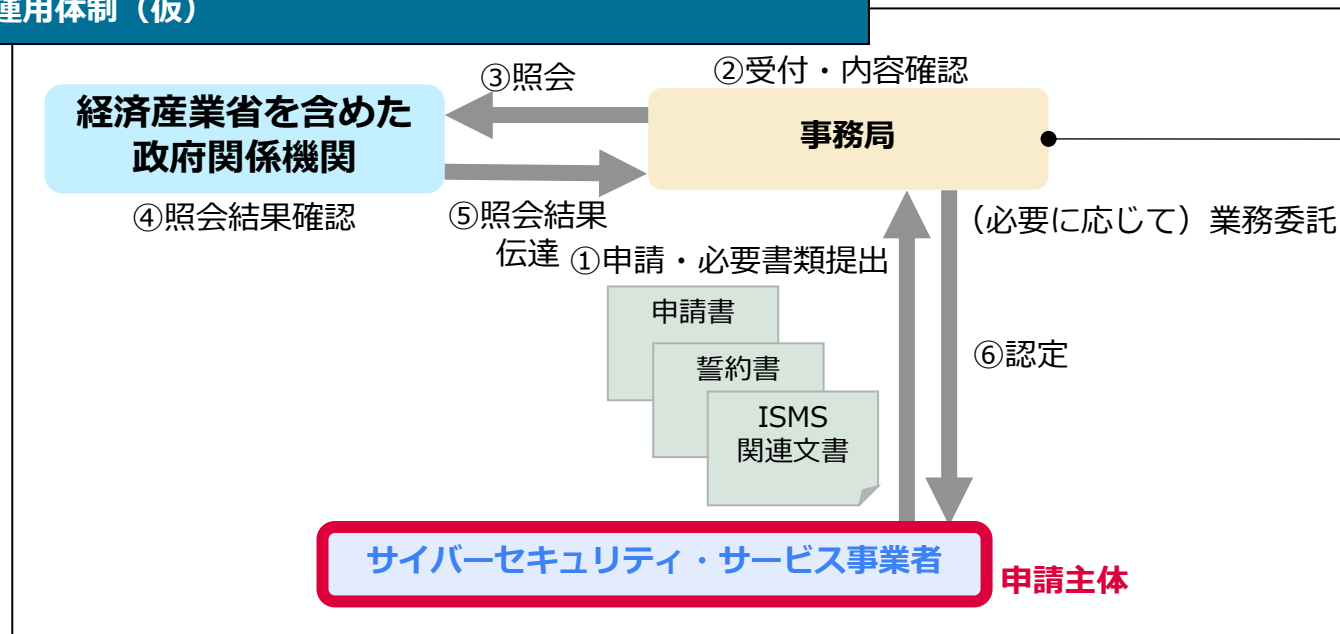 運用体制（仮）
③照会
②受付・内容確認
経済産業省を含めた
政府関係機関
事務局
④照会結果確認
⑤照会結果
伝達
（必要に応じて）業務委託
①申請・必要書類提出
申請書
誓約書
ISMS
関連文書
⑥認定
サイバーセキュリティ・サービス事業者
申請主体